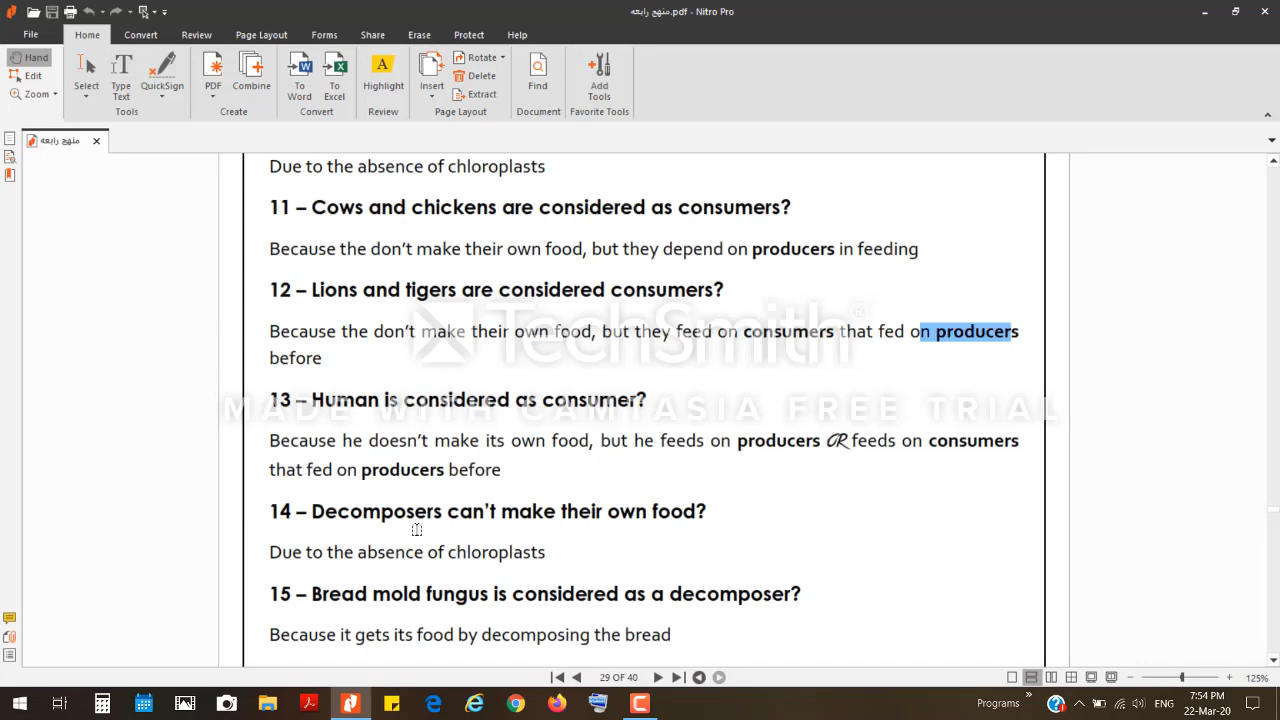 منهج رابعه.pdf - Nitro Pro
File Home Convert Review Page Layout Forms Share Erase Protect Help
Hand
Edit
Zoom
Select
Type Text
QuickSign
Tools
PDF
Combine
Create
To Word
To Excel
Convert
Highlight
Review
Insert
Rotate
Delete
Extract
Page Layout
Find
Document
Add Tools
Favorite Tools
منهج رابعه
Due to the absence of chloroplasts
11 – Cows and chickens are considered as consumers?
Because the don't make their own food, but they depend on producers in feeding
12 – Lions and tigers are considered consumers?
Because the don't make their own food, but they feed on consumers that fed on producers
before
13 – Human is considered as consumer?
Because he doesn't make its own food, but he feeds on producers OR feeds on consumers
that fed on producers before
14 – Decomposers can't make their own food?
Due to the absence of chloroplasts
15 – Bread mold fungus is considered as a decomposer?
Because it gets its food by decomposing the bread
TechSmith®
MADE WITH CAMTASIA FREE TRIAL
29 OF 40
125%
Programs
7:54 PM
22-Mar-20